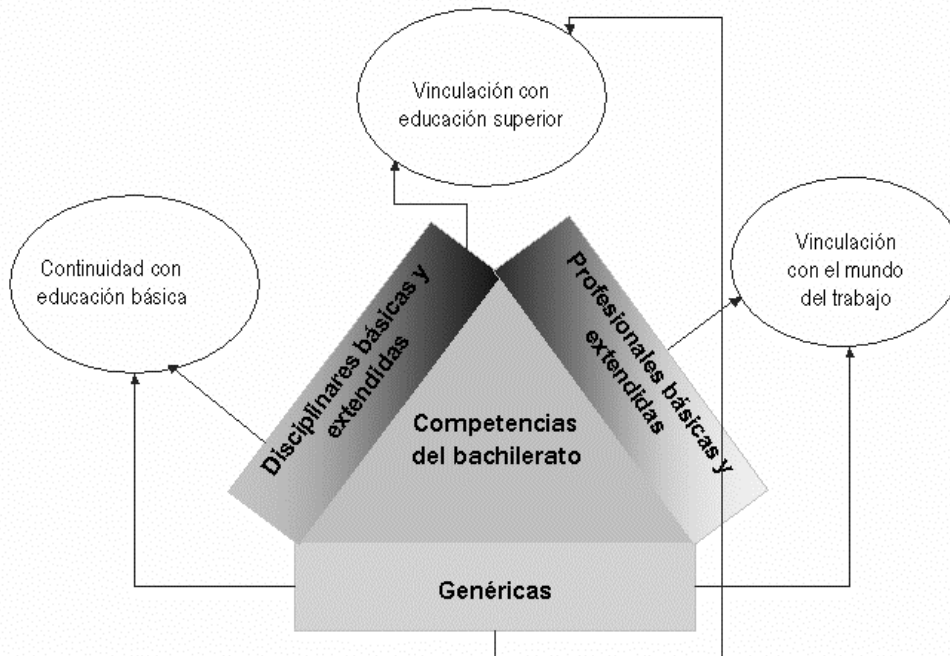 Vinculación con
educación superior
Continuidad con
educación básica
Vinculación
con el mundo
del trabajo
Disciplinares básicas y
extendidas
Profesionales básicas y
extendidas
Competencias
del bachilerato
Genéricas